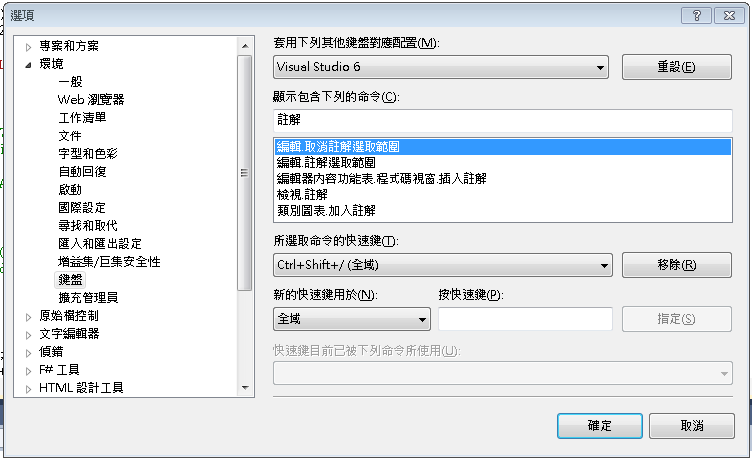 選項
專案和方案
環境
一般
Web 瀏覽器
工作清單
文件
字型和色彩
自動回復
啟動
國際設定
尋找和取代
匯入和匯出設定
增益集/巨集安全性
鍵盤
擴充管理員
原始檔控制
文字編輯器
偵錯
F# 工具
HTML 設計工具
套用下列其他鍵盤對應配置(M):
Visual Studio 6
重設(E)
顯示包含下列的命令(C):
註解
編輯.取消註解選取範圍
編輯.註解選取範圍
編輯器內容功能表.程式碼視窗.插入註解
檢視.註解
類別圖表.加入註解
所選取命令的快速鍵(T):
Ctrl+Shift+/ (全域)
移除(R)
新的快速鍵用於(N):
按快速鍵(P):
全域
指定(S)
快速鍵目前已被下列命令所使用(U):
確定
取消